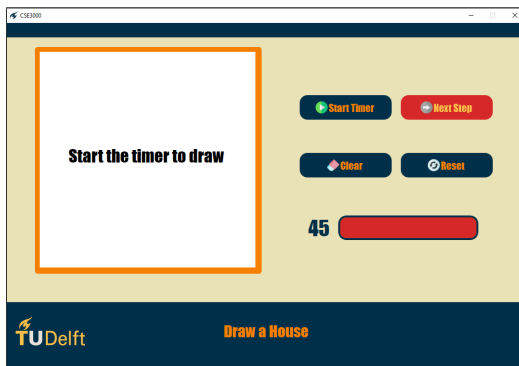 CSE3000
Start the timer to draw
Start Timer
Next Step
Clear
Reset
45
TUDelft
Draw a House